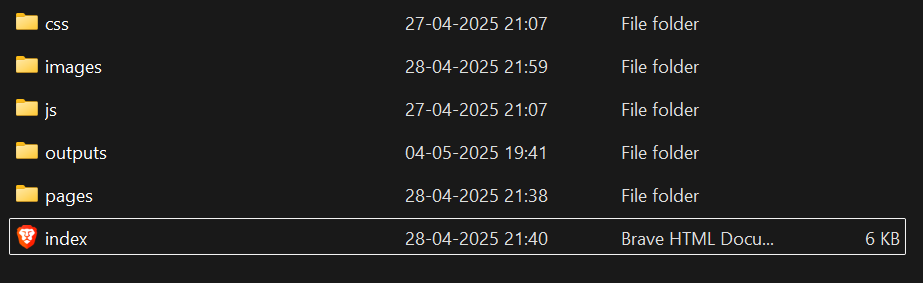 css 27-04-2025 21:07 File folder
images 28-04-2025 21:59 File folder
js 27-04-2025 21:07 File folder
outputs 04-05-2025 19:41 File folder
pages 28-04-2025 21:38 File folder
index 28-04-2025 21:40 Brave HTML Docu... 6 KB